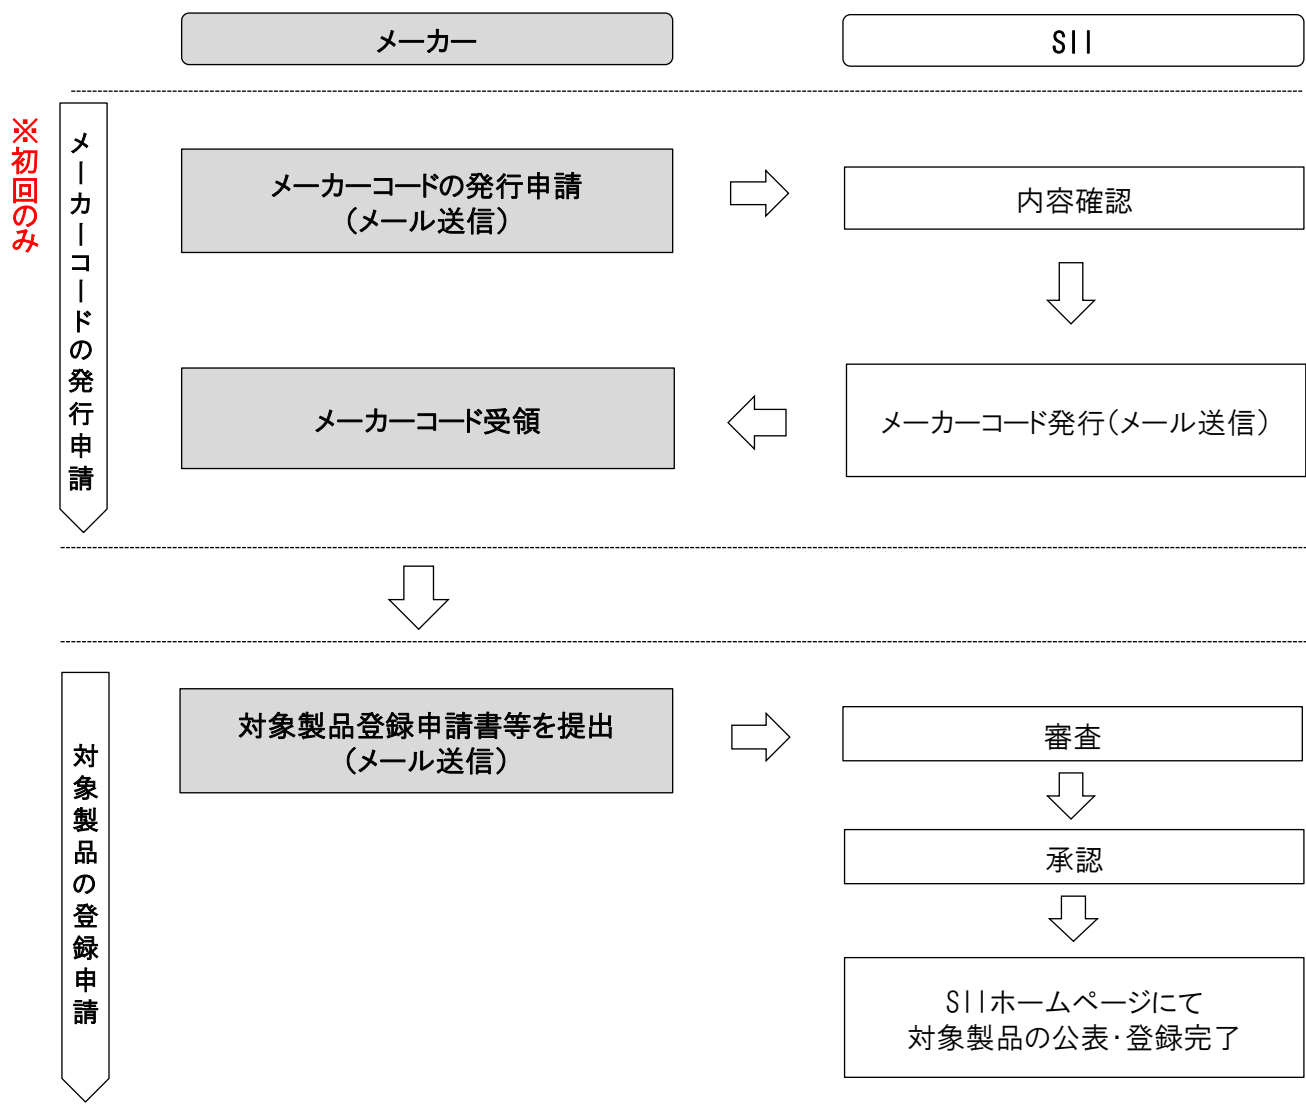 メーカー
SII
※初回のみ
メーカーコードの発行申請
メーカーコードの発行申請
(メール送信)
内容確認
メーカーコード受領
メーカーコード発行(メール送信)
対象製品の登録申請
対象製品登録申請書等を提出
(メール送信)
審査
承認
SIIホームページにて
対象製品の公表・登録完了